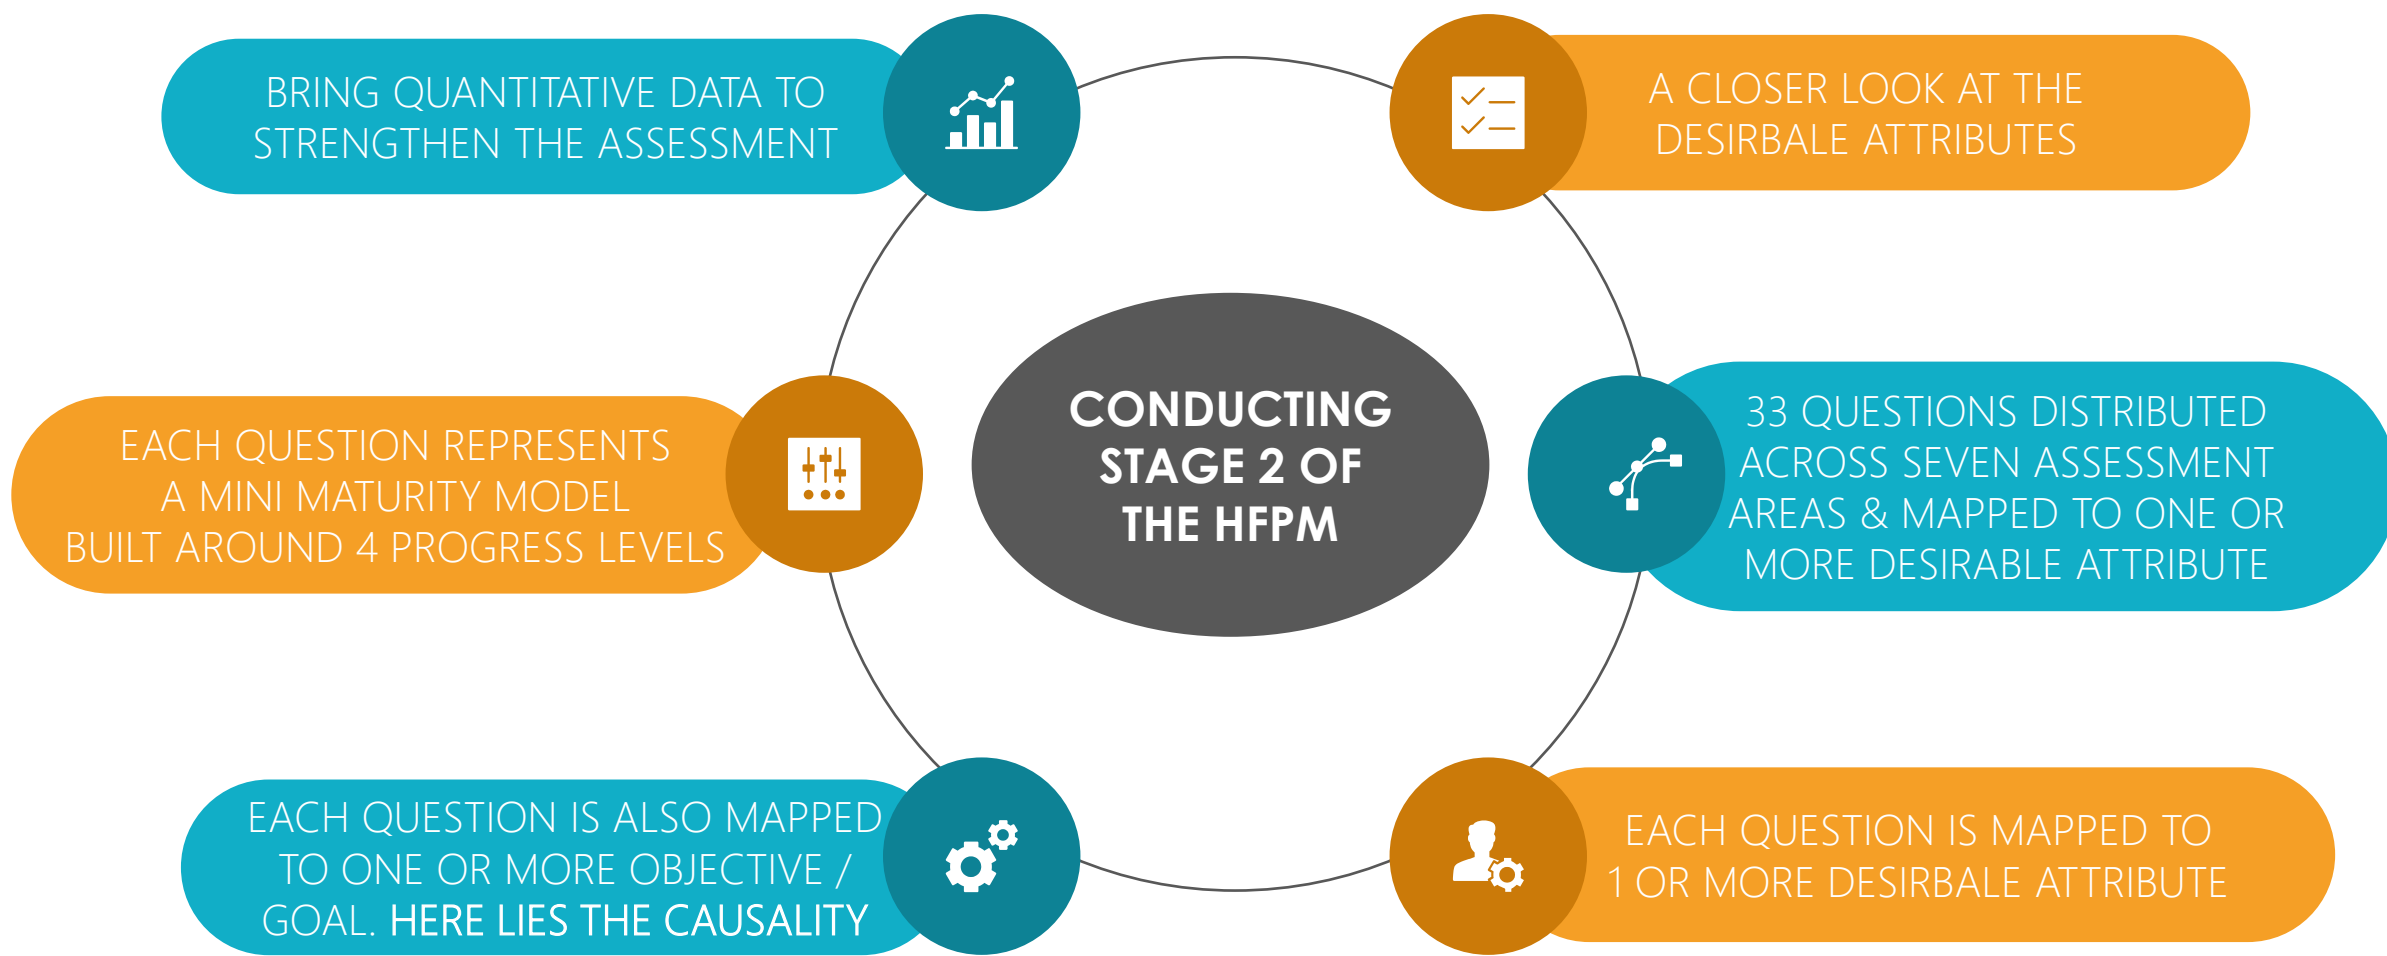 BRING QUANTITATIVE DATA TO
STRENGTHEN THE ASSESSMENT
A CLOSER LOOK AT THE
DESIRBALE ATTRIBUTES
EACH QUESTION REPRESENTS
A MINI MATURITY MODEL
BUILT AROUND 4 PROGRESS LEVELS
CONDUCTING
STAGE 2 OF
THE HFPM
33 QUESTIONS DISTRIBUTED
ACROSS SEVEN ASSESSMENT
AREAS & MAPPED TO ONE OR
MORE DESIRABLE ATTRIBUTE
EACH QUESTION IS ALSO MAPPED
TO ONE OR MORE OBJECTIVE /
GOAL. HERE LIES THE CAUSALITY
EACH QUESTION IS MAPPED TO
1 OR MORE DESIRBALE ATTRIBUTE